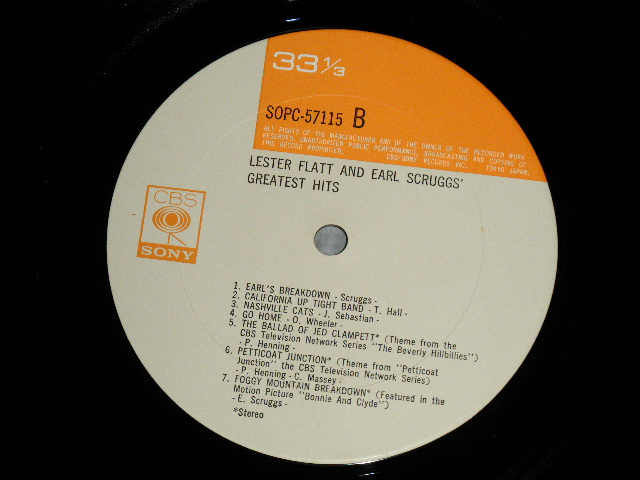 33 1/3
SOPC-57115 B
ALL RIGHTS OF THE MANUFACTURER AND OF THE OWNER OF THE RECORDED WORK
RESERVED. UNAUTHORIZED PUBLIC PERFORMANCE, BROADCASTING AND COPYING OF
THIS RECORD PROHIBITED. CBS/SONY RECORDS INC. TOKYO JAPAN.
LESTER FLATT AND EARL SCRUGGS'
GREATEST HITS
CBS
SONY
1. EARL'S BREAKDOWN - Scruggs -
2. CALIFORNIA UP TIGHT BAND - T. Hall -
3. NASHVILLE CATS - J. Sebastian -
4. GO HOME - O. Wheeler -
5. THE BALLAD OF JED CLAMPETT* (Theme from the
CBS Television Network Series "The Beverly Hillbillies")
- P. Henning -
6. PETTICOAT JUNCTION* (Theme from "Petticoat
Junction" the CBS Television Network Series)
- P. Henning - C. Massey -
7. FOGGY MOUNTAIN BREAKDOWN* (Featured in the
Motion Picture "Bonnie And Clyde")
- E. Scruggs -
*Stereo